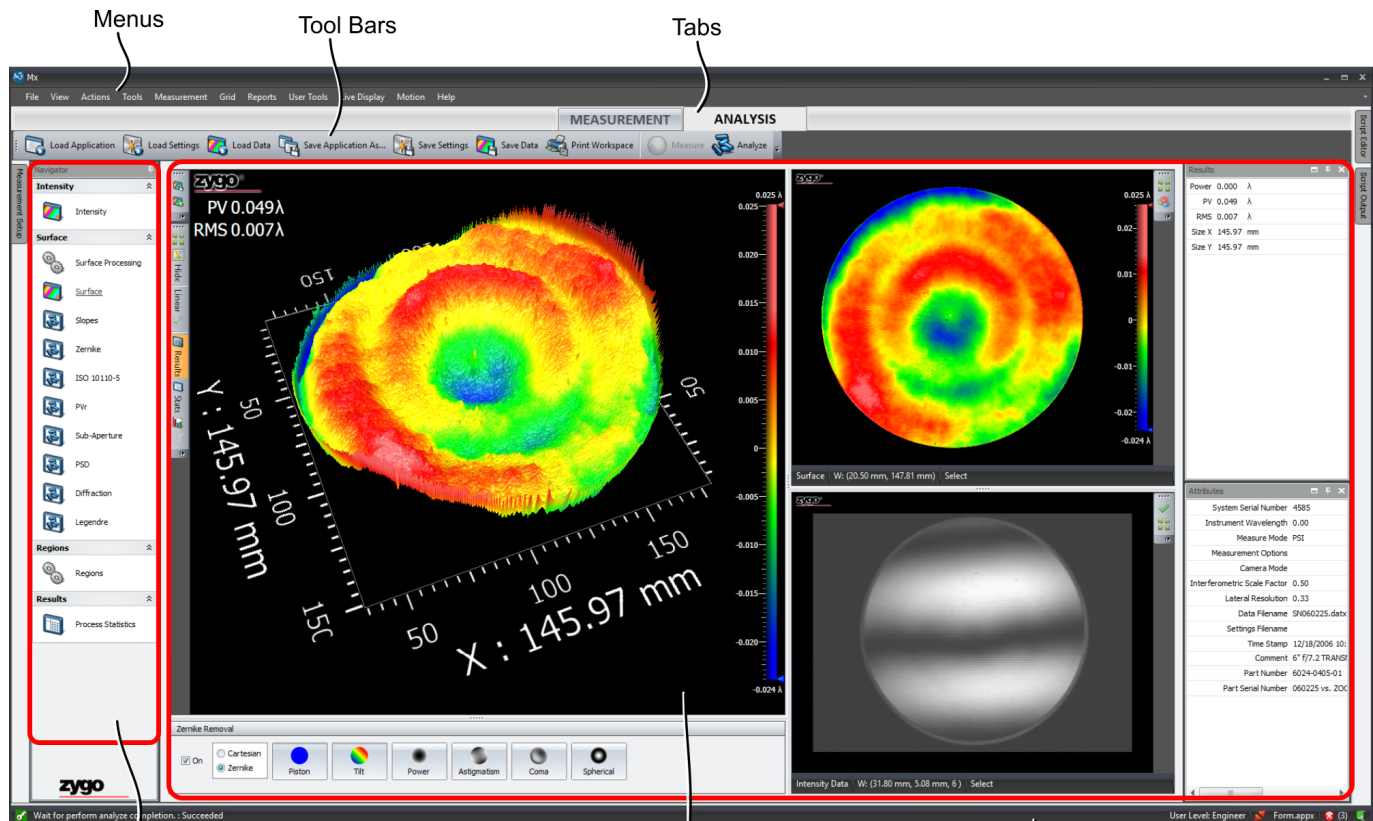 Menus
Tool Bars
Tabs
Mx
File View Actions Tools Measurement Grid Reports User Tools Live Display Motion Help
MEASUREMENT ANALYSIS
Load Application Load Settings Load Data Save Application As... Save Settings Save Data Print Workspace Measure Analyze
Script Editor
Script Output
Measurement Setup
Navigator
Intensity
Intensity
Surface
Surface Processing
Surface
Slopes
Zernike
ISO 10110-5
PVr
Sub-Aperture
PSD
Diffraction
Legendre
Regions
Regions
Results
Process Statistics
zygo
Hide
Linear
Results
Stats
zygo
PV 0.049λ
RMS 0.007λ
150
100
50
Y : 145.97 mm
50
100
150
50
100
150
X : 145.97 mm
0.025 λ
0.025
0.020
0.015
0.010
0.005
0
-0.005
-0.010
-0.015
-0.020
-0.024 λ
zygo
0.025 λ
0.02
0.01
0
-0.01
-0.02
-0.024 λ
Surface W: (20.50 mm, 147.81 mm) Select
zygo
Intensity Data W: (31.80 mm, 5.08 mm, 6 ) Select
Zernike Removal
On
Cartesian
Zernike
Piston Tilt Power Astigmatism Coma Spherical
Results
Power 0.000 λ
PV 0.049 λ
RMS 0.007 λ
Size X 145.97 mm
Size Y 145.97 mm
Attributes
System Serial Number 4585
Instrument Wavelength 0.00
Measure Mode PSI
Measurement Options
Camera Mode
Interferometric Scale Factor 0.50
Lateral Resolution 0.33
Data Filename SN060225.datx
Settings Filename
Time Stamp 12/18/2006 10:
Comment 6" f/7.2 TRANSM
Part Number 6024-0405-01
Part Serial Number 060225 vs. ZOO
Wait for perform analyze completion. : Succeeded
User Level: Engineer Form.appx (3)